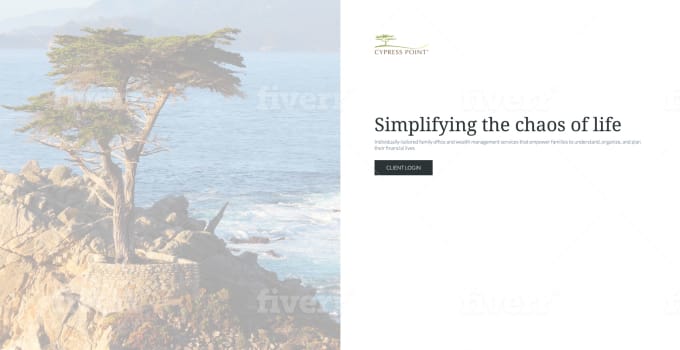 CYPRESS POINT
Simplifying the chaos of life
Individually-tailored family office and wealth management services that empower families to understand, organize, and plan
their financial lives
CLIENT LOGIN
fiverr
fiverr
fiverr
fiverr
fiverr
fiverr